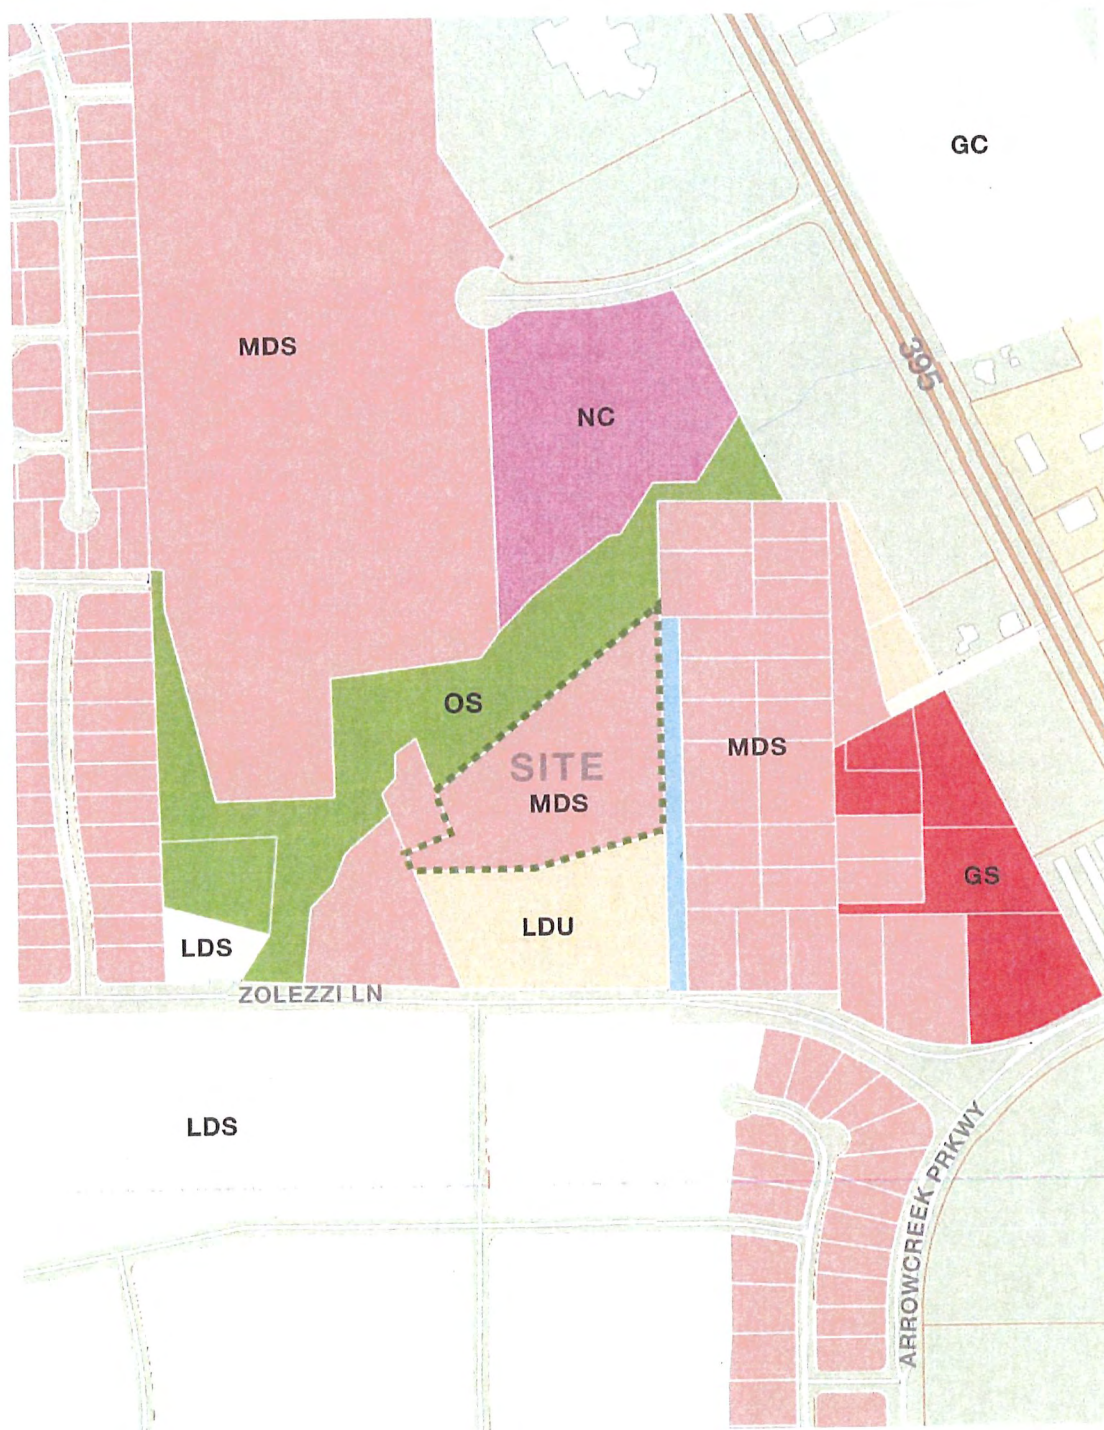 GC
MDS
395
NC
OS
SITE
MDS
MDS
GS
LDU
LDS
ZOLEZZI LN
LDS
ARROWCREEK PRKWY